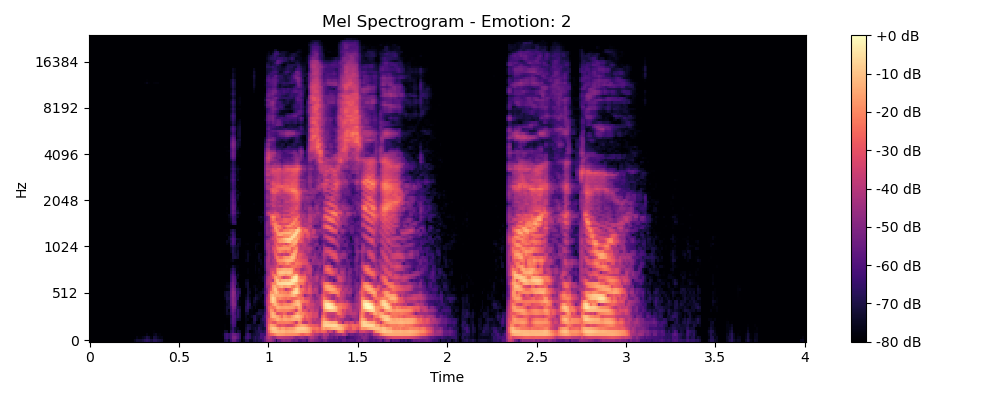 Mel Spectrogram - Emotion: 2
Hz
16384
8192
4096
2048
1024
512
0
0 0.5 1 1.5 2 2.5 3 3.5 4
Time
+0 dB
-10 dB
-20 dB
-30 dB
-40 dB
-50 dB
-60 dB
-70 dB
-80 dB